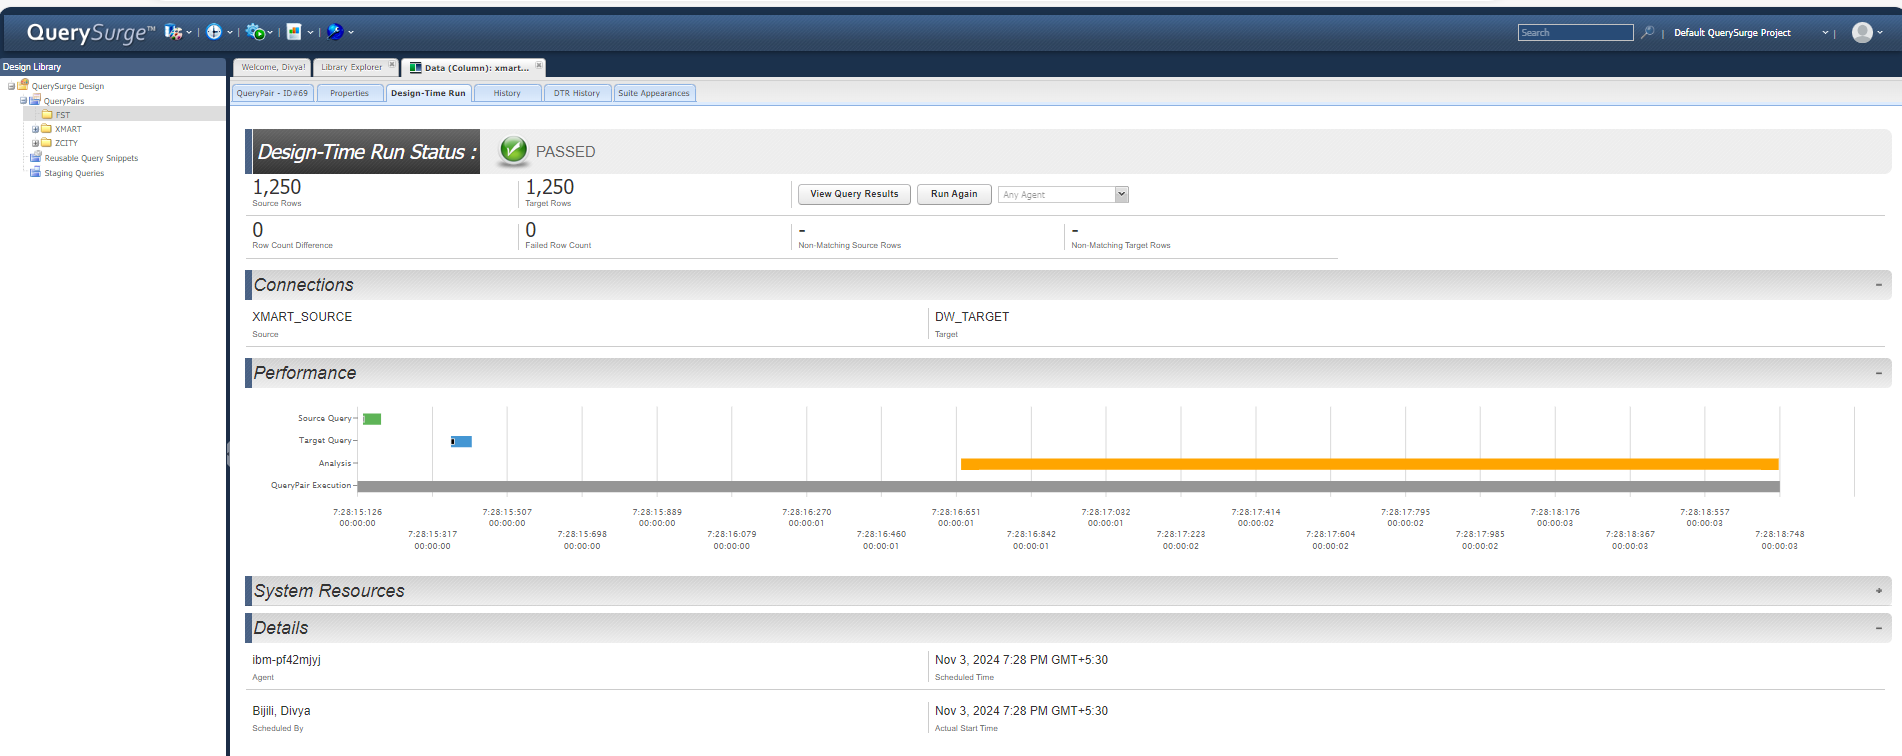 QuerySurge™
Search
Default QuerySurge Project
Design Library
QuerySurge Design
QueryPairs
FST
XMART
ZCITY
Reusable Query Snippets
Staging Queries
Welcome, Divya!
Library Explorer
Data (Column): xmart...
QueryPair - ID#69
Properties
Design-Time Run
History
DTR History
Suite Appearances
Design-Time Run Status :
PASSED
1,250
Source Rows
1,250
Target Rows
View Query Results
Run Again
Any Agent
0
Row Count Difference
0
Failed Row Count
-
Non-Matching Source Rows
-
Non-Matching Target Rows
Connections
XMART_SOURCE
Source
DW_TARGET
Target
Performance
Source Query
Target Query
Analysis
QueryPair Execution
7:28:15:126 7:28:15:507 7:28:15:889 7:28:16:270 7:28:16:651 7:28:17:032 7:28:17:414 7:28:17:795 7:28:18:176 7:28:18:557
00:00:00 00:00:00 00:00:00 00:00:01 00:00:01 00:00:01 00:00:02 00:00:02 00:00:03 00:00:03
7:28:15:317 7:28:15:698 7:28:16:079 7:28:16:460 7:28:16:842 7:28:17:223 7:28:17:604 7:28:17:985 7:28:18:367 7:28:18:748
00:00:00 00:00:00 00:00:00 00:00:01 00:00:01 00:00:02 00:00:02 00:00:02 00:00:03 00:00:03
System Resources
Details
ibm-pf42mjyj
Agent
Nov 3, 2024 7:28 PM GMT+5:30
Scheduled Time
Bijili, Divya
Scheduled By
Nov 3, 2024 7:28 PM GMT+5:30
Actual Start Time